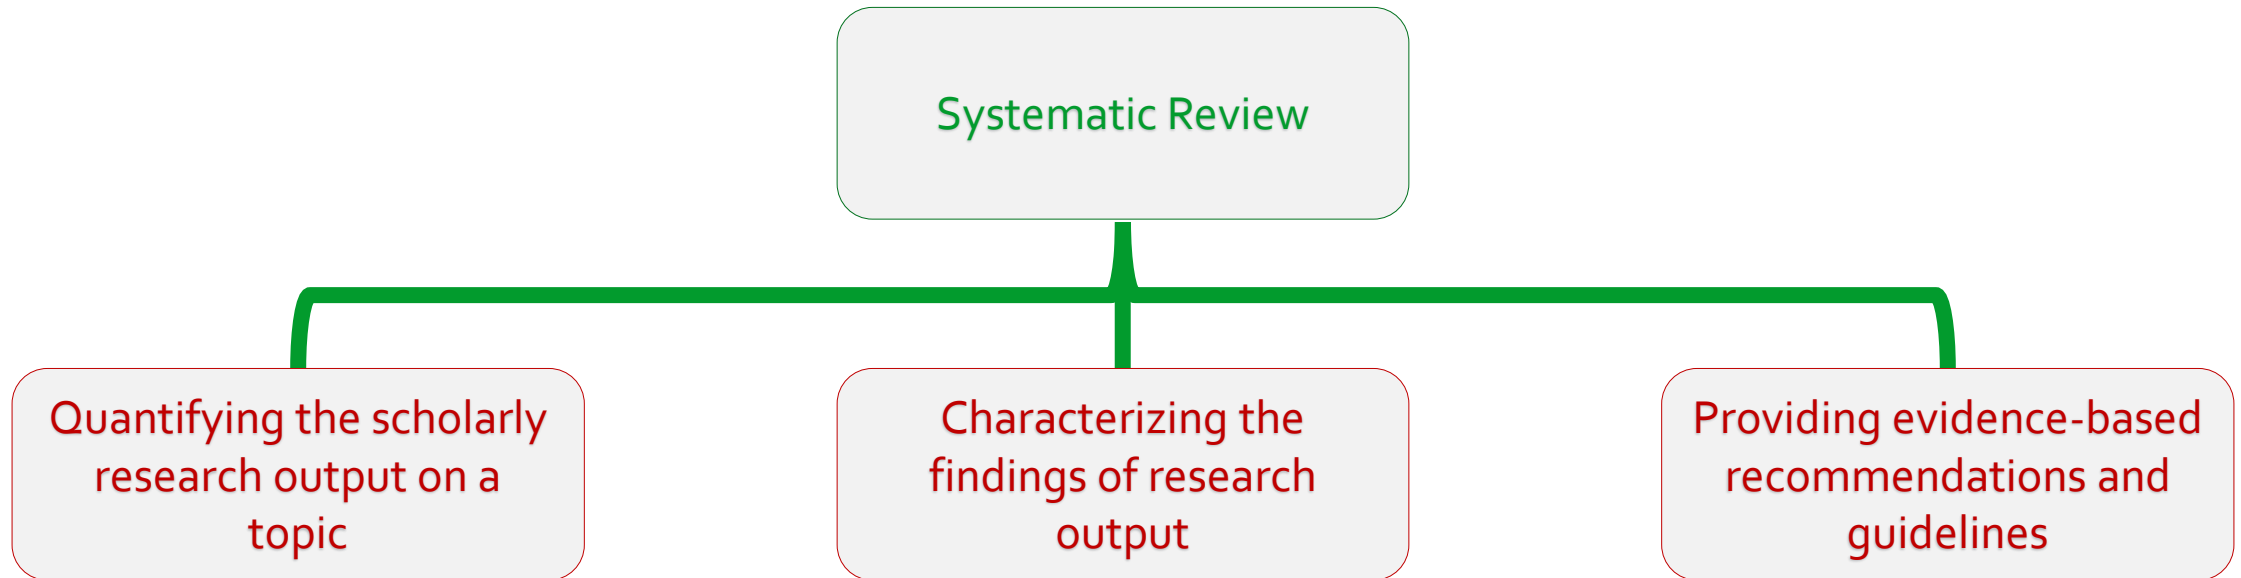 Systematic Review
Quantifying the scholarly
research output on a
topic
Characterizing the
findings of research
output
Providing evidence-based
recommendations and
guidelines